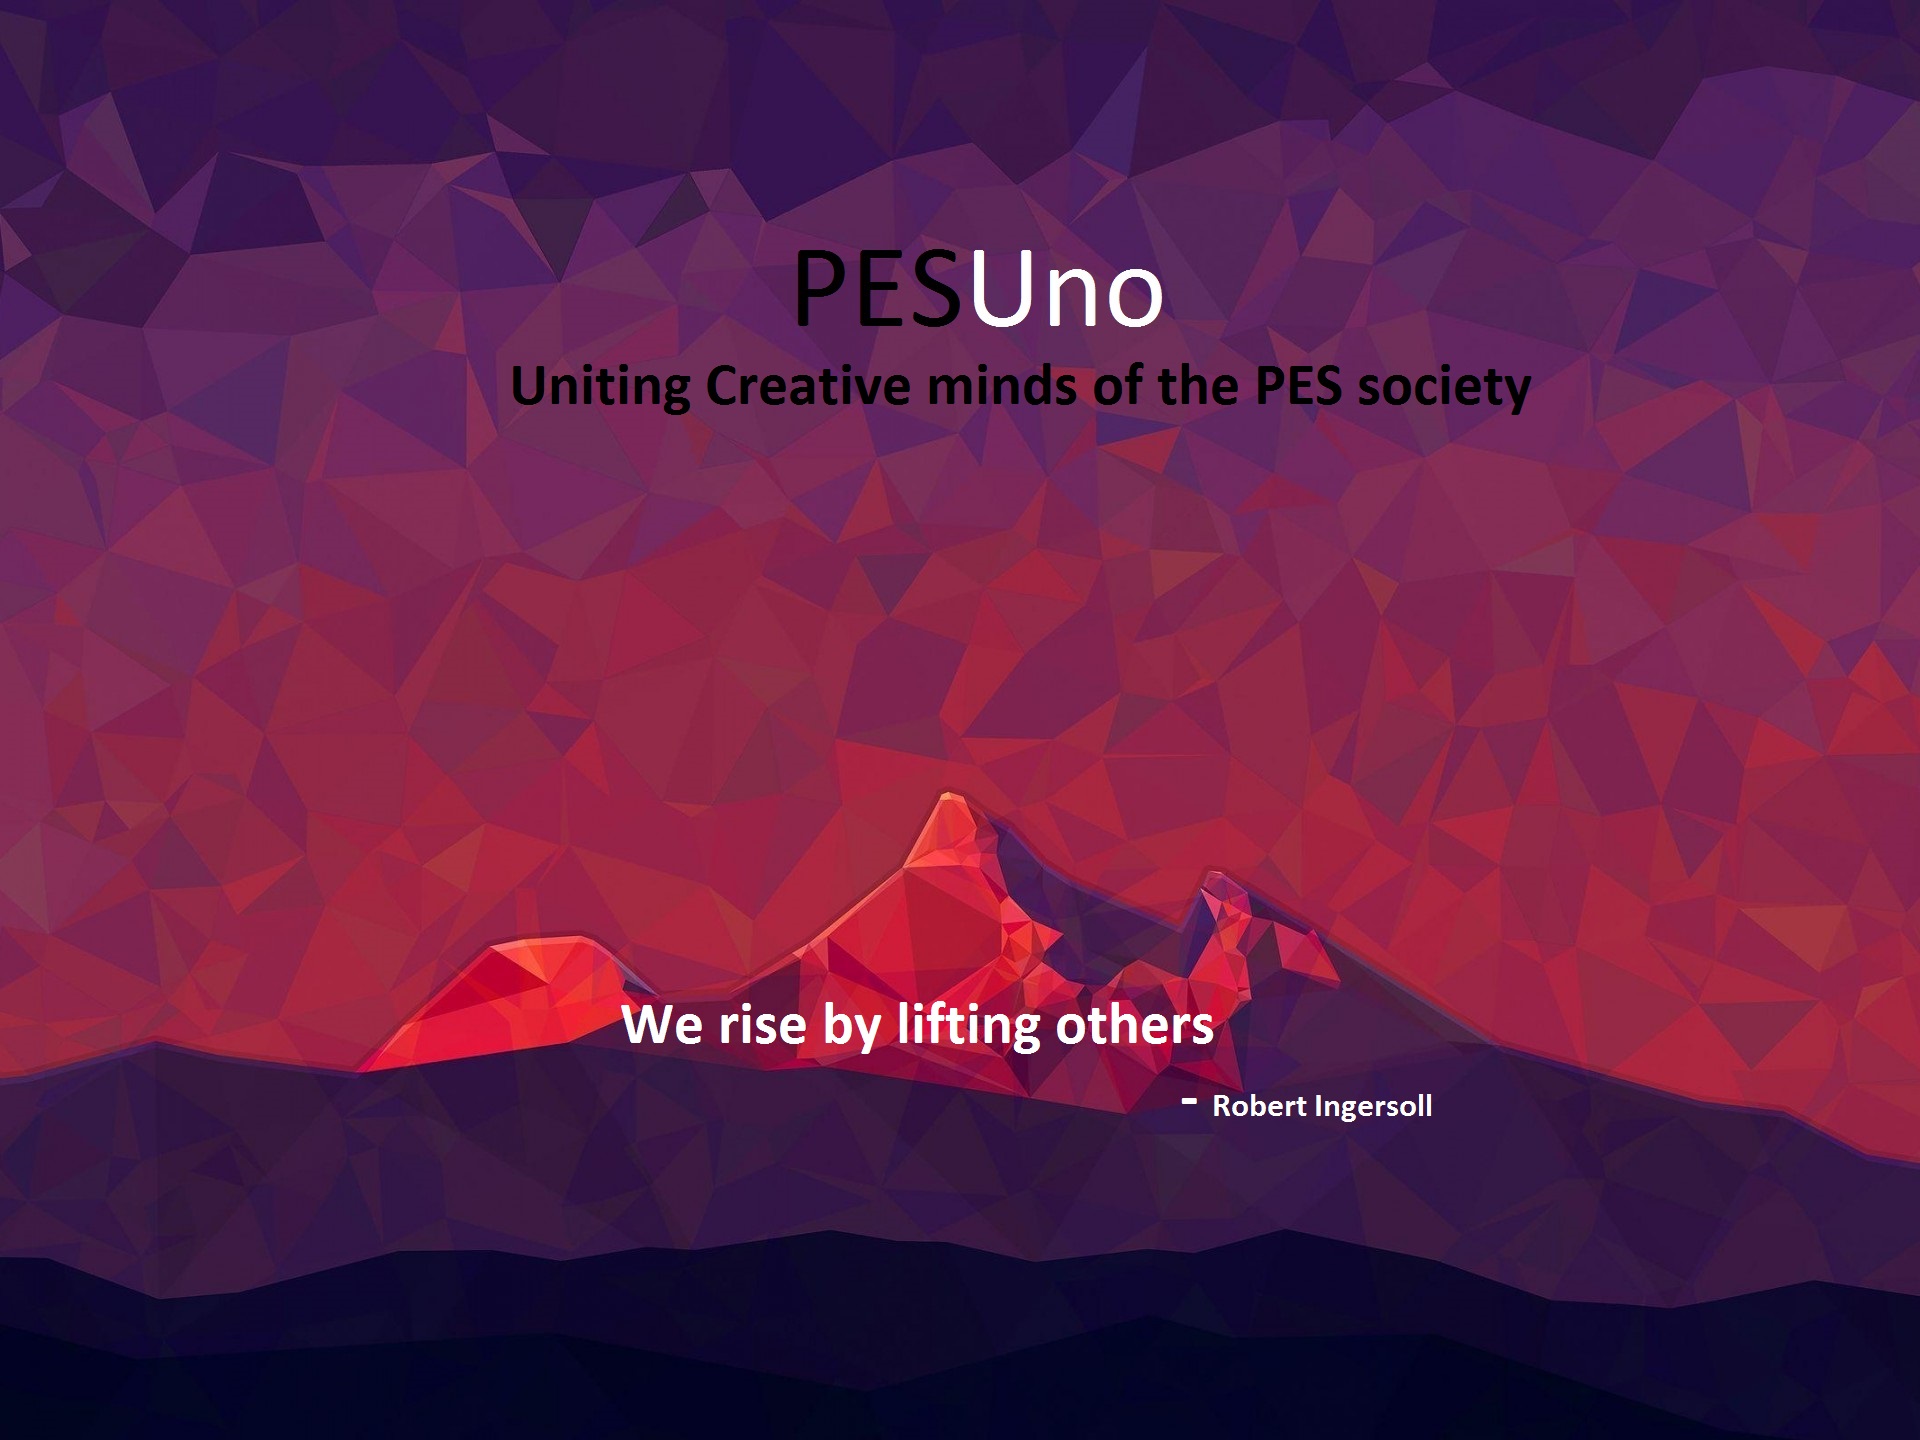 PESUno
Uniting Creative minds of the PES society
We rise by lifting others
- Robert Ingersoll